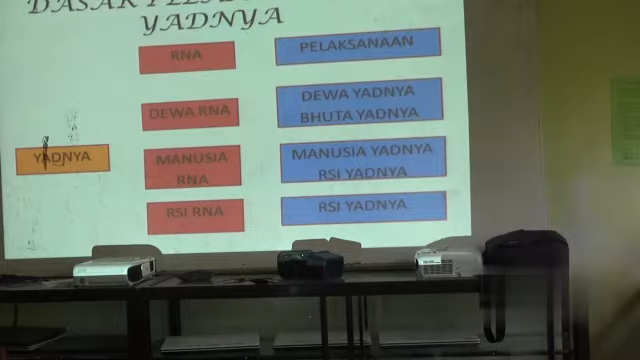 DASAR
YADNYA
RNA
PELAKSANAAN
DEWA RNA
DEWA YADNYA
BHUTA YADNYA
YADNYA
MANUSIA
RNA
MANUSIA YADNYA
RSI YADNYA
RSI RNA
RSI YADNYA